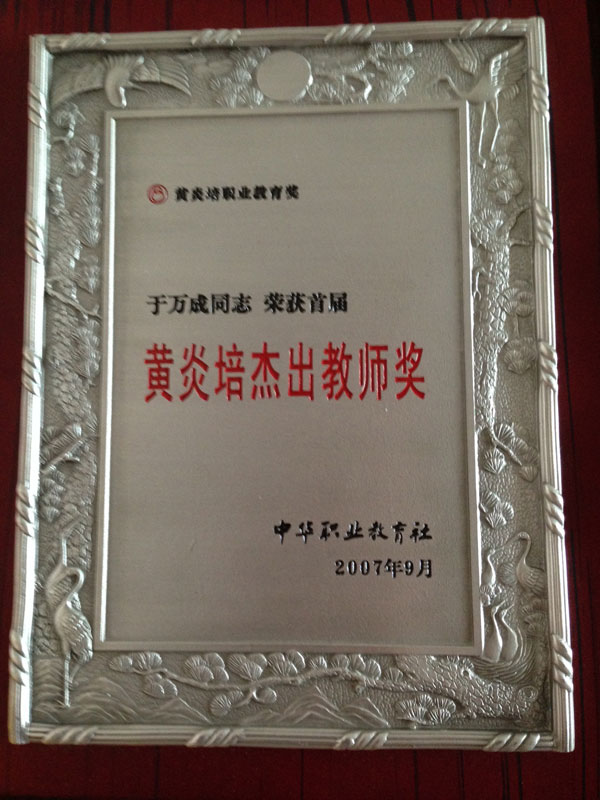 黄炎培职业教育奖
于万成同志 荣获首届
黄炎培杰出教师奖
中华职业教育社
2007年9月